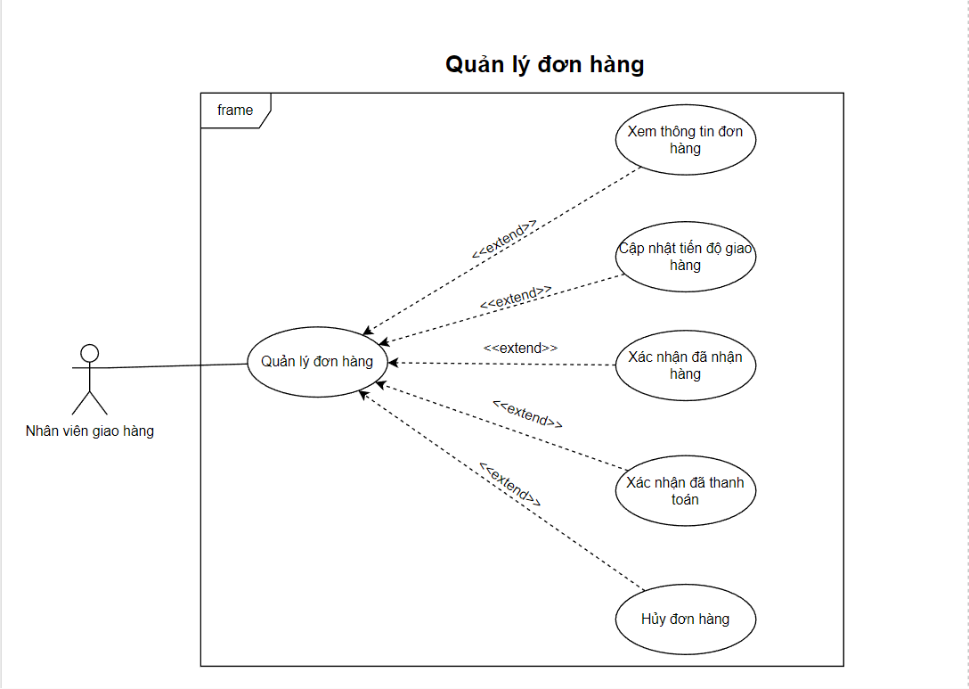 Quản lý đơn hàng
frame
Xem thông tin đơn
hàng
<<extend>>
Cập nhật tiến độ giao
hàng
<<extend>>
<<extend>>
Xác nhận đã nhận
hàng
Quản lý đơn hàng
<<extend>>
Nhân viên giao hàng
<<extend>>
Xác nhận đã thanh
toán
Hủy đơn hàng